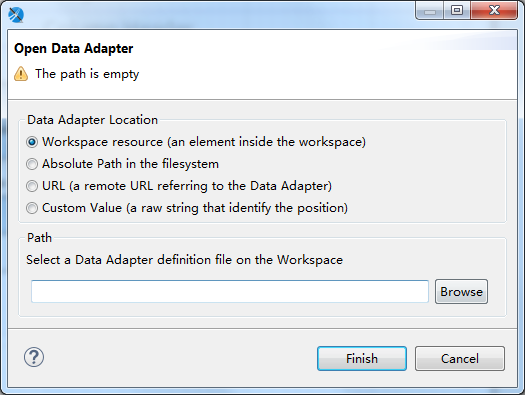 Open Data Adapter
The path is empty
Data Adapter Location
Workspace resource (an element inside the workspace)
Absolute Path in the filesystem
URL (a remote URL referring to the Data Adapter)
Custom Value (a raw string that identify the position)
Path
Select a Data Adapter definition file on the Workspace
Browse
Finish
Cancel